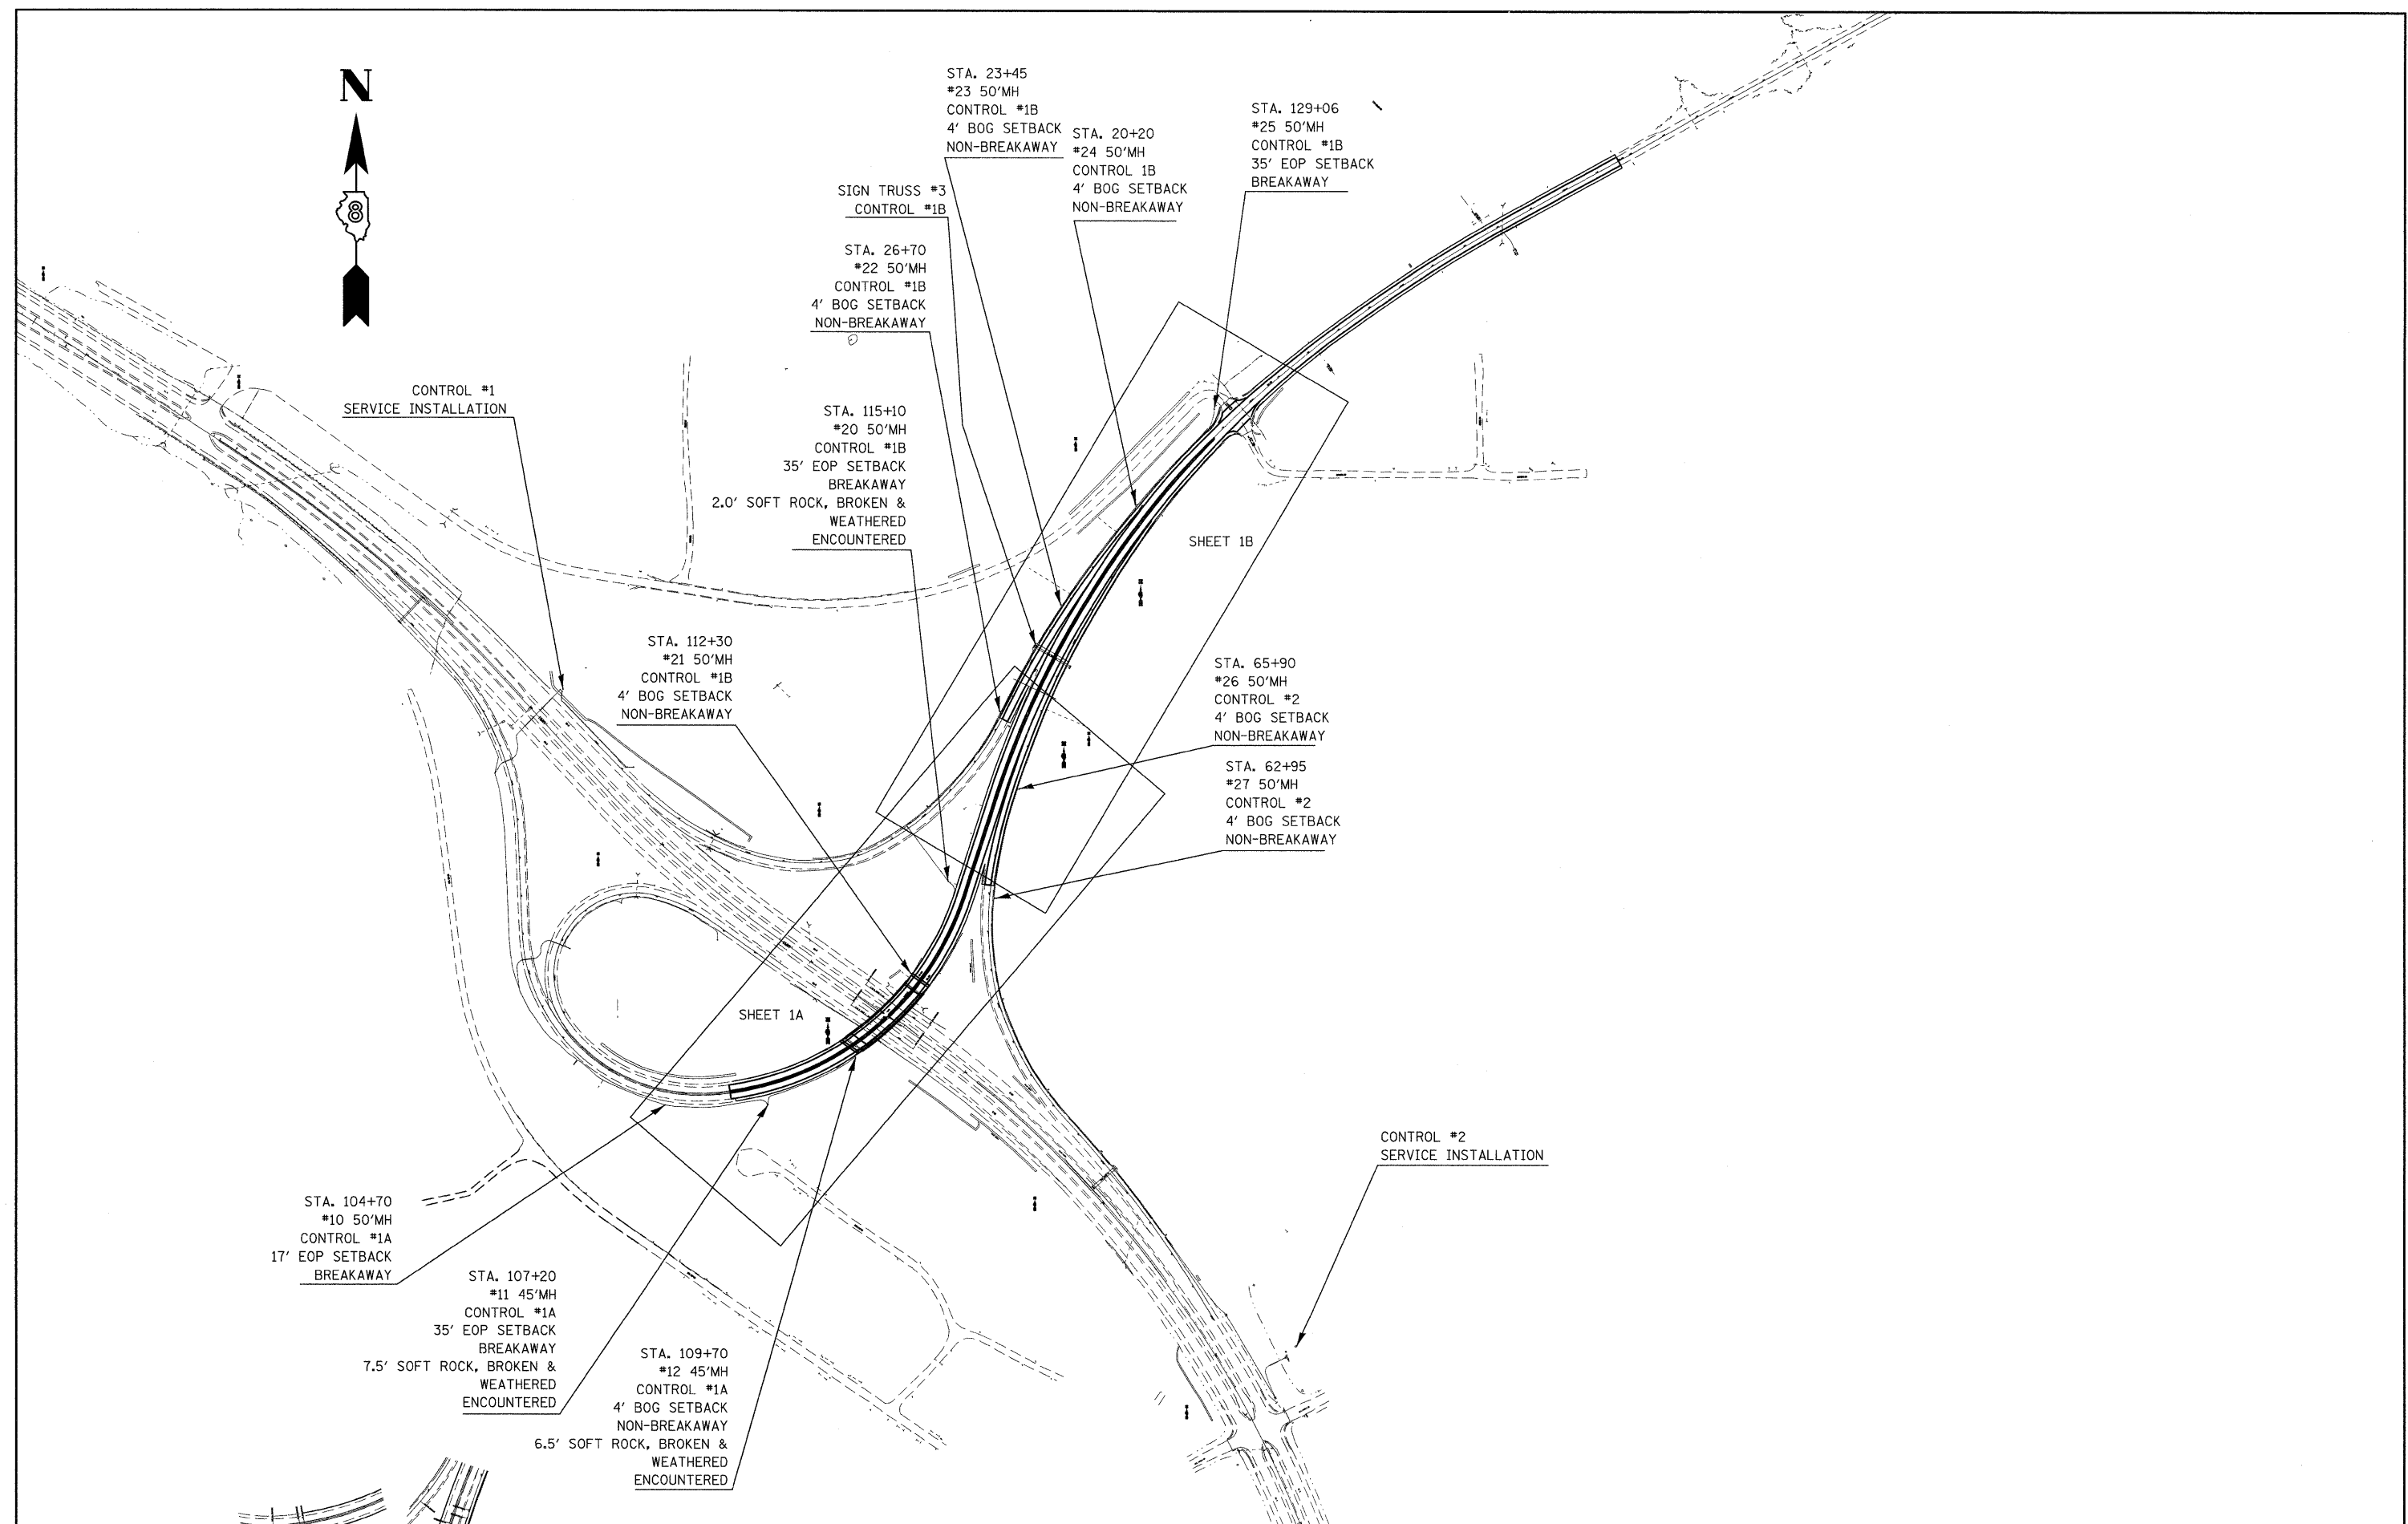 N
8
STA. 23+45
#23 50'MH
CONTROL #1B
4' BOG SETBACK
NON-BREAKAWAY
STA. 20+20
#24 50'MH
CONTROL 1B
4' BOG SETBACK
NON-BREAKAWAY
STA. 129+06
#25 50'MH
CONTROL #1B
35' EOP SETBACK
BREAKAWAY
SIGN TRUSS #3
CONTROL #1B
STA. 26+70
#22 50'MH
CONTROL #1B
4' BOG SETBACK
NON-BREAKAWAY
CONTROL #1
SERVICE INSTALLATION
STA. 115+10
#20 50'MH
CONTROL #1B
35' EOP SETBACK
BREAKAWAY
2.0' SOFT ROCK, BROKEN &
WEATHERED
ENCOUNTERED
SHEET 1B
STA. 112+30
#21 50'MH
CONTROL #1B
4' BOG SETBACK
NON-BREAKAWAY
STA. 65+90
#26 50'MH
CONTROL #2
4' BOG SETBACK
NON-BREAKAWAY
STA. 62+95
#27 50'MH
CONTROL #2
4' BOG SETBACK
NON-BREAKAWAY
SHEET 1A
CONTROL #2
SERVICE INSTALLATION
STA. 104+70
#10 50'MH
CONTROL #1A
17' EOP SETBACK
BREAKAWAY
STA. 107+20
#11 45'MH
CONTROL #1A
35' EOP SETBACK
BREAKAWAY
7.5' SOFT ROCK, BROKEN &
WEATHERED
ENCOUNTERED
STA. 109+70
#12 45'MH
CONTROL #1A
4' BOG SETBACK
NON-BREAKAWAY
6.5' SOFT ROCK, BROKEN &
WEATHERED
ENCOUNTERED